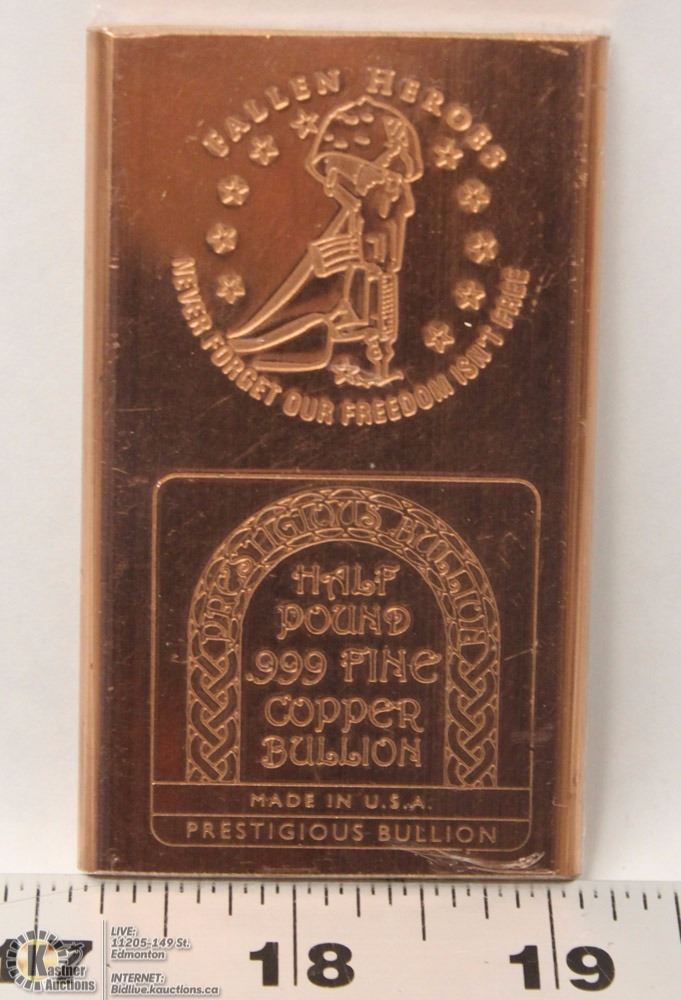 FALLEN HEROES
NEVER FORGET OUR FREEDOM ISN'T FREE
PRESTIGIOUS BULLION
HALF
POUND
.999 FINE
COPPER
BULLION
MADE IN U.S.A.
PRESTIGIOUS BULLION
17 18 19
K
Kastner
Auctions
LIVE:
11205-149 St.
Edmonton
INTERNET:
Bidlive.kauctions.ca